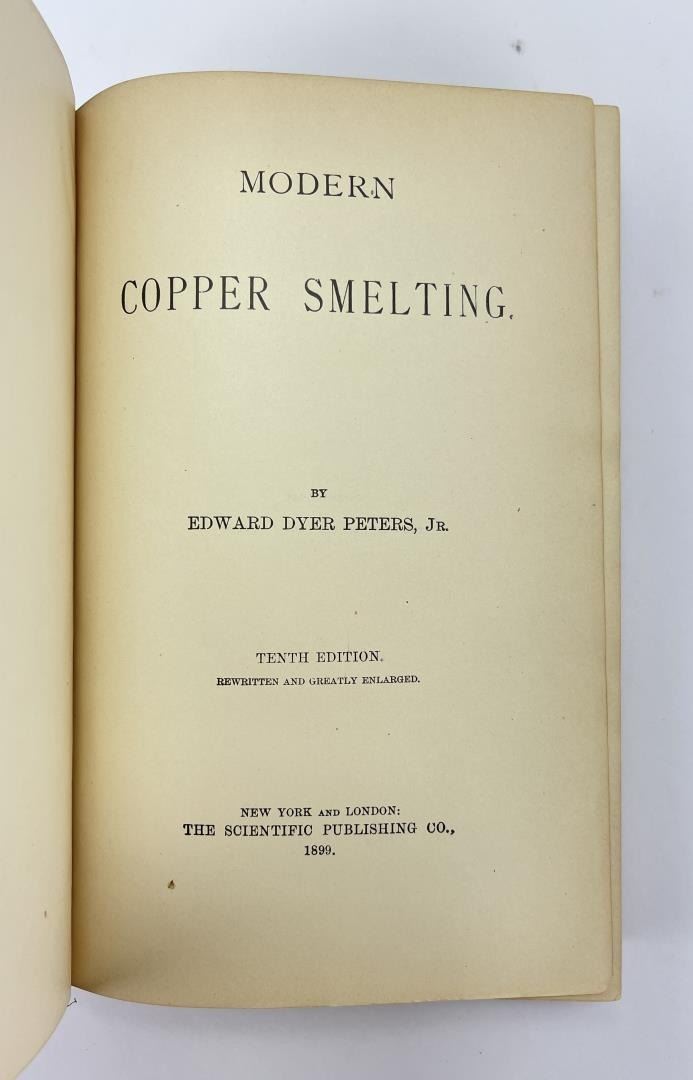 MODERN
COPPER SMELTING.
BY
EDWARD DYER PETERS, JR.
TENTH EDITION.
REWRITTEN AND GREATLY ENLARGED.
NEW YORK AND LONDON:
THE SCIENTIFIC PUBLISHING CO.,
1899.